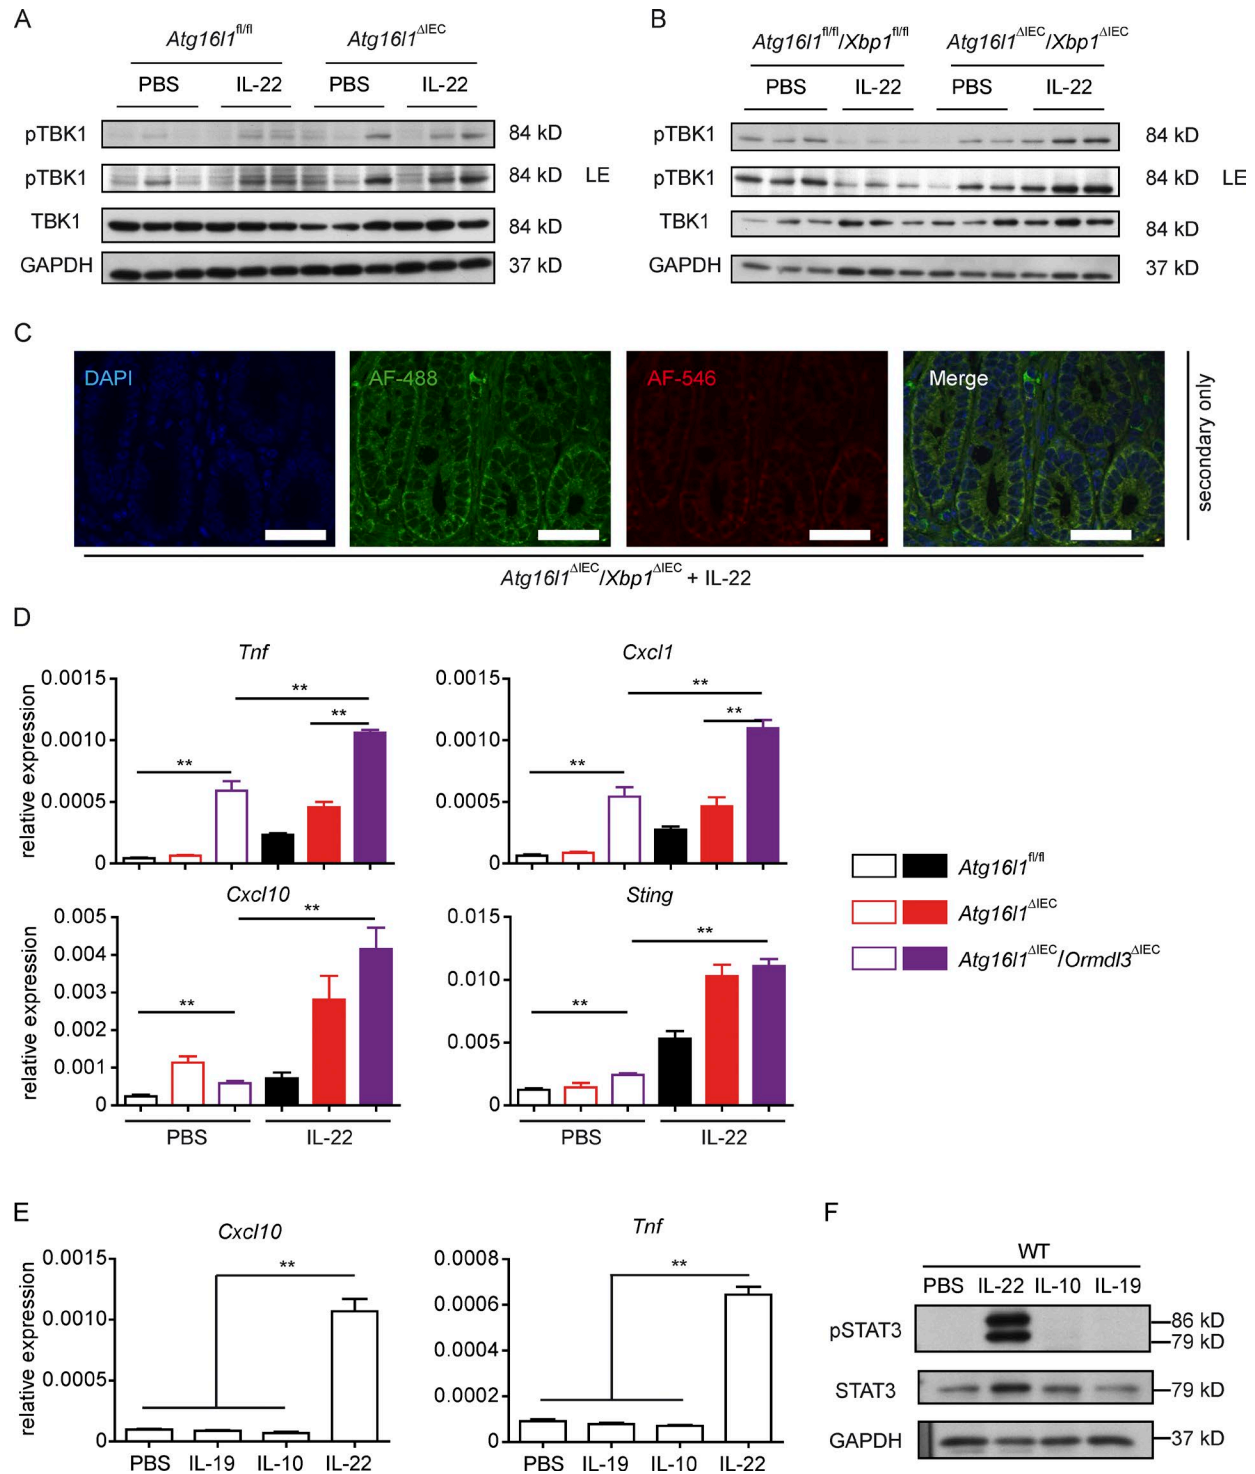 A
Atg16l1fl/fl Atg16l1ΔIEC
PBS IL-22 PBS IL-22
pTBK1 84 kD
pTBK1 84 kD LE
TBK1 84 kD
GAPDH 37 kD
B
Atg16l1fl/fl/Xbp1fl/fl Atg16l1ΔIEC/Xbp1ΔIEC
PBS IL-22 PBS IL-22
pTBK1 84 kD
pTBK1 84 kD LE
TBK1 84 kD
GAPDH 37 kD
C
DAPI AF-488 AF-546 Merge
secondary only
Atg16l1ΔIEC/Xbp1ΔIEC + IL-22
D
Tnf
relative expression
0.0015
0.0010
0.0005
0
** ** **
Cxcl1
0.0015
0.0010
0.0005
0
** ** **
Cxcl10
relative expression
0.005
0.004
0.003
0.002
0.001
0
** **
PBS IL-22
Sting
0.015
0.010
0.005
0
** **
PBS IL-22
Atg16l1fl/fl
Atg16l1ΔIEC
Atg16l1ΔIEC/Ormdl3ΔIEC
E
Cxcl10
relative expression
0.0015
0.0010
0.0005
0
**
PBS IL-19 IL-10 IL-22
Tnf
0.0008
0.0006
0.0004
0.0002
0
**
PBS IL-19 IL-10 IL-22
F
WT
PBS IL-22 IL-10 IL-19
pSTAT3 86 kD
79 kD
STAT3 79 kD
GAPDH 37 kD